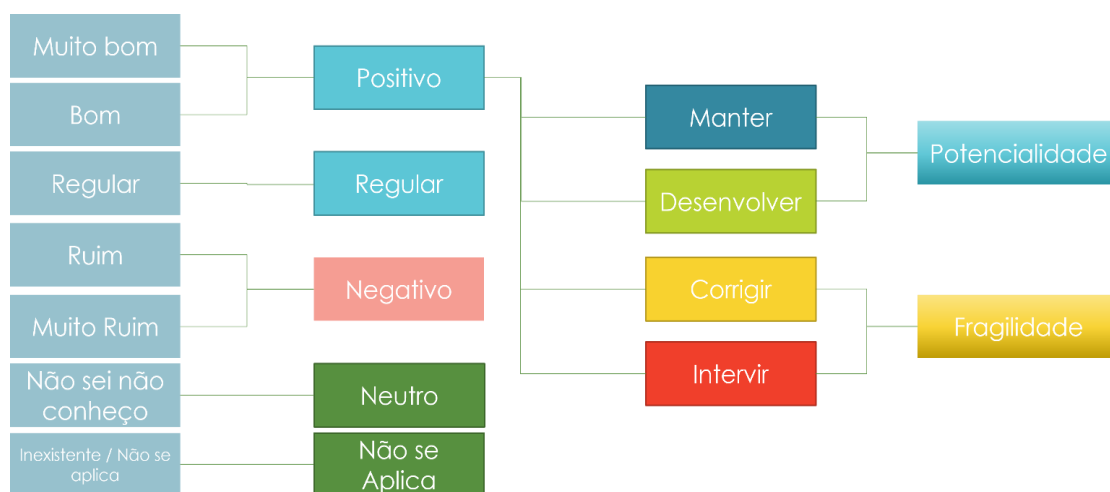 Muito bom
Bom
Regular
Ruim
Muito Ruim
Não sei não
conheço
Inexistente / Não se
aplica
Positivo
Regular
Negativo
Neutro
Não se
Aplica
Manter
Desenvolver
Corrigir
Intervir
Potencialidade
Fragilidade